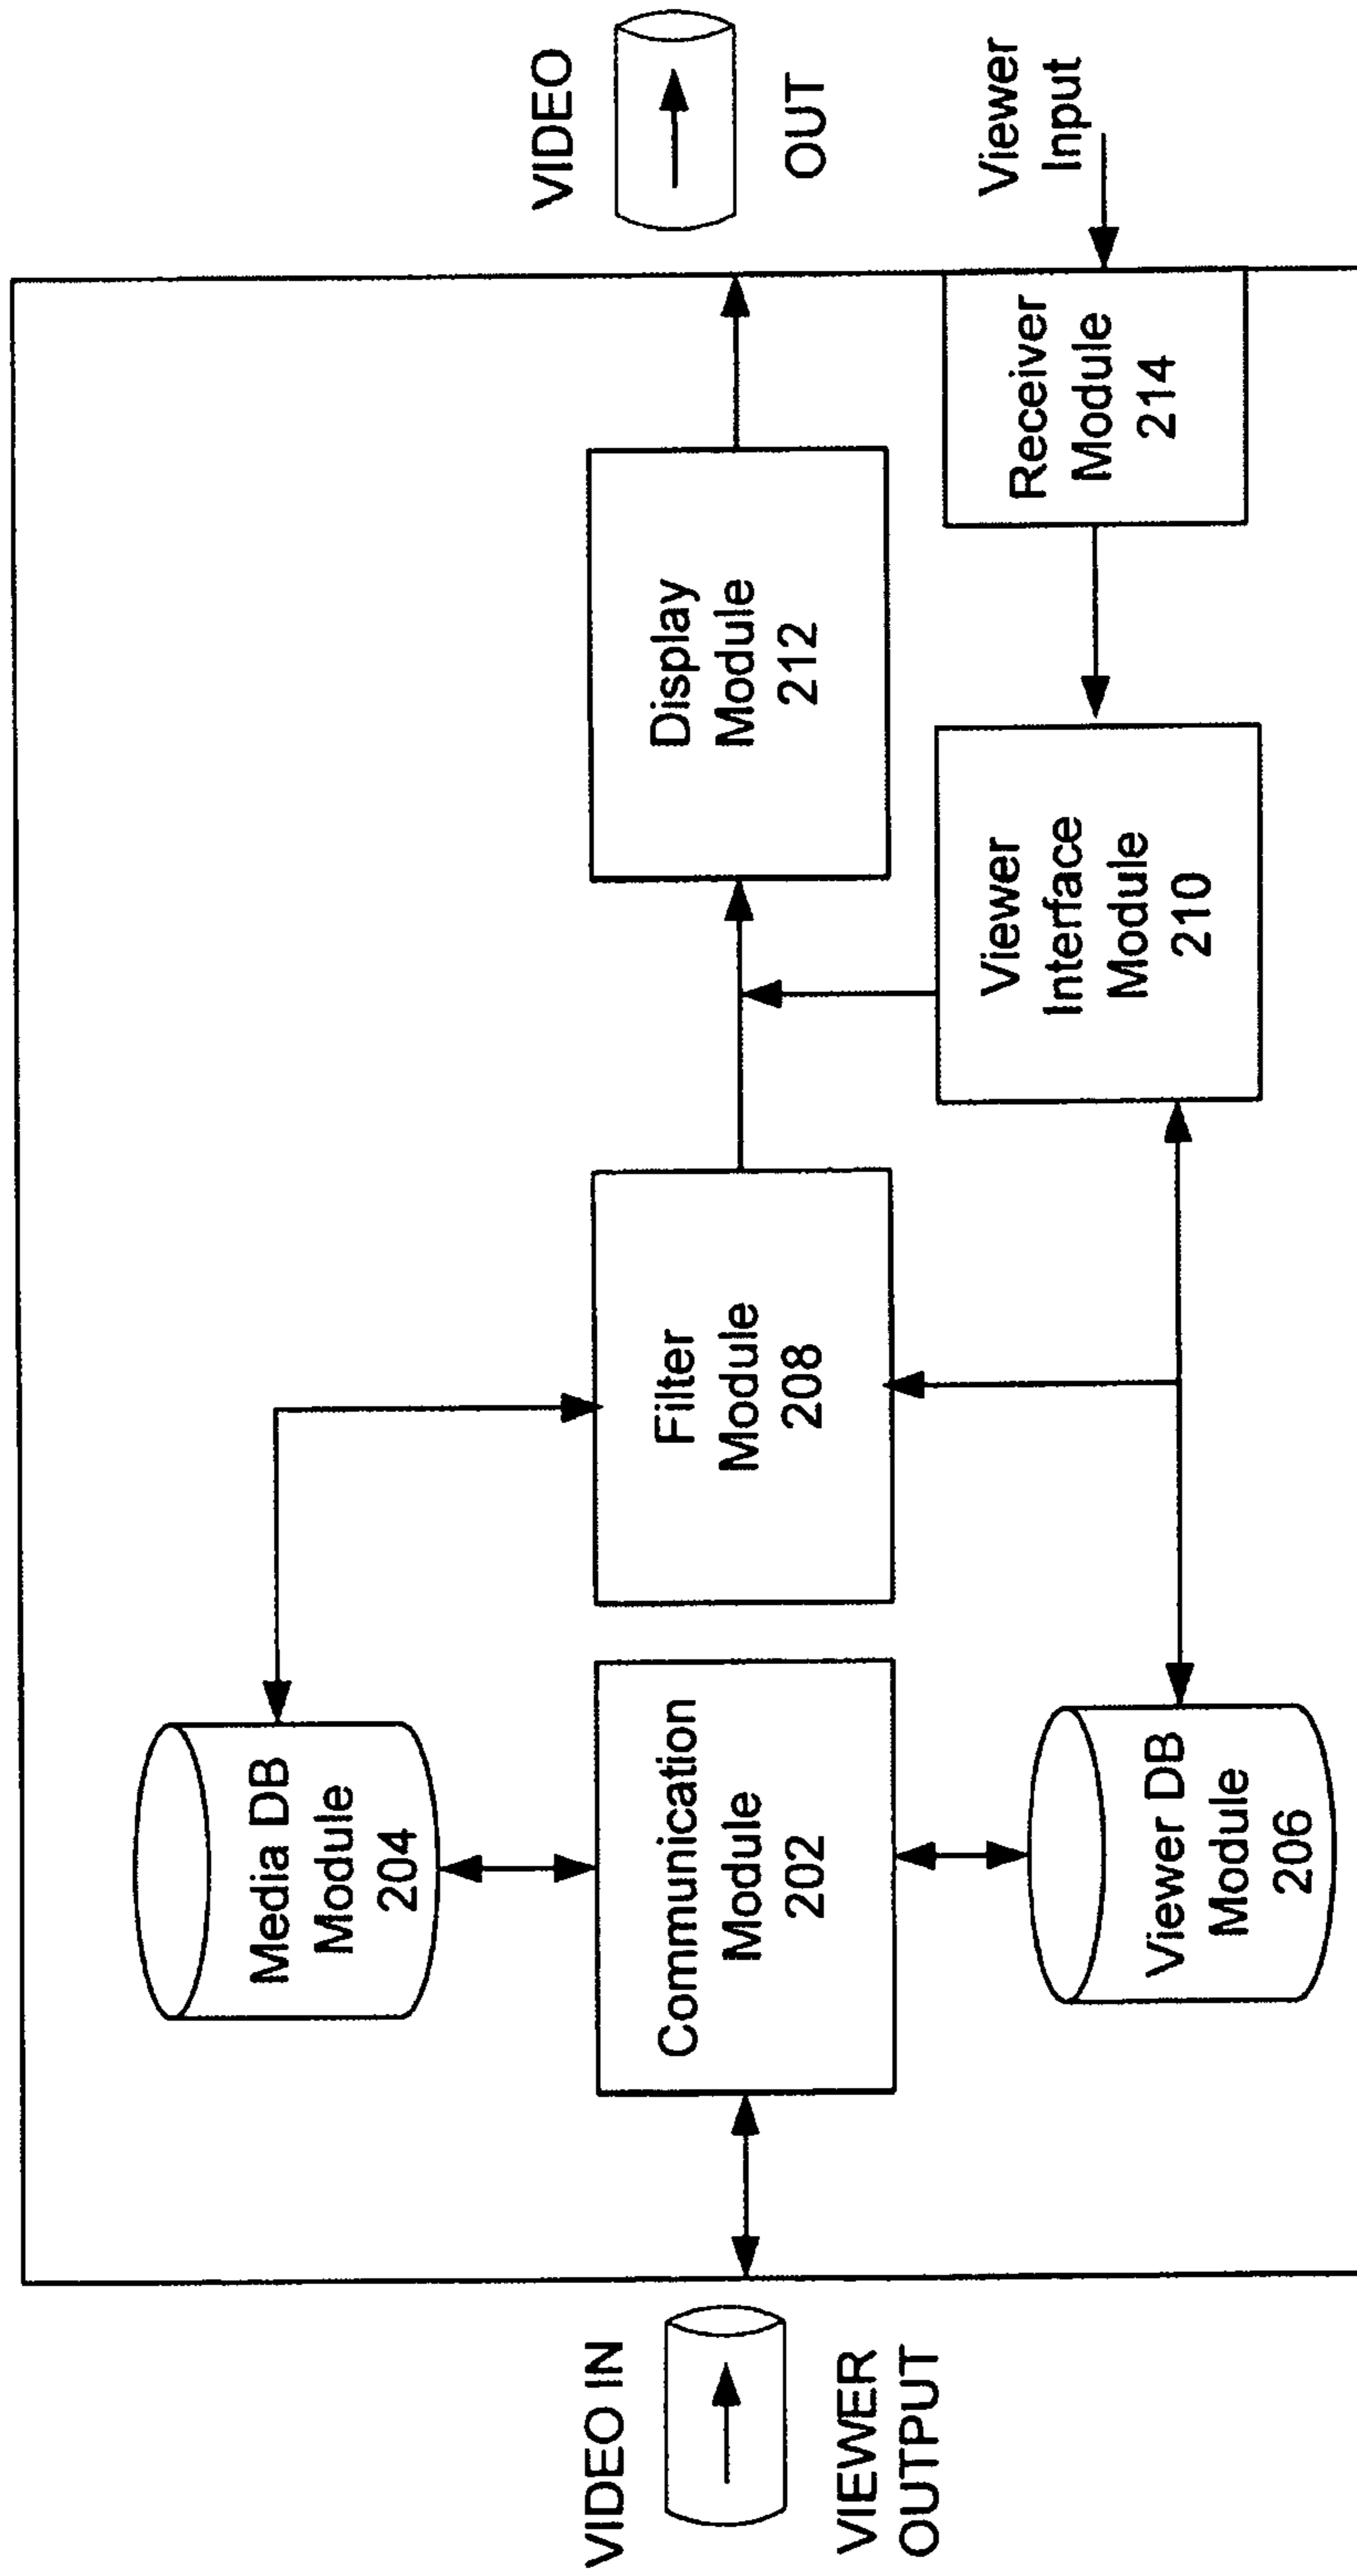 VIDEO IN
VIEWER
OUTPUT
Media DB
Module
204
Communication
Module
202
Viewer DB
Module
206
Filter
Module
208
Viewer
Interface
Module
210
Display
Module
212
Receiver
Module
214
VIDEO
OUT
Viewer
Input